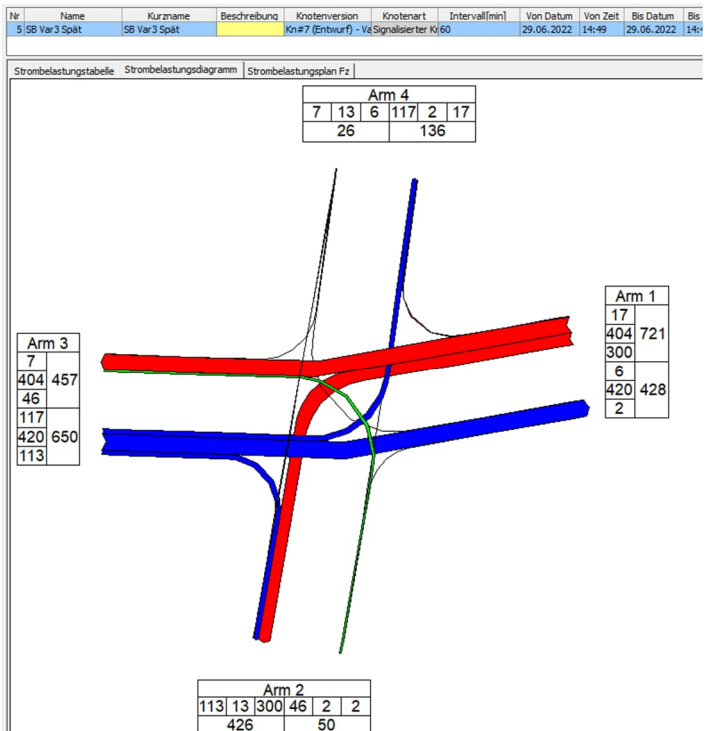 Nr Name Kurzname Beschreibung Knotenversion Knotenart Intervall[min] Von Datum Von Zeit Bis Datum Bis
5 SB Var3 Spät SB Var3 Spät Kn#7 (Entwurf) - Va Signalisierter Kr 60 29.06.2022 14:49 29.06.2022 14:4
Strombelastungstabelle Strombelastungsdiagramm Strombelastungsplan Fz
Arm 4
7 13 6 117 2 17
26 136
Arm 1
17
404 721
300
6
420 428
2
Arm 3
7
404 457
46
117
420 650
113
Arm 2
113 13 300 46 2 2
426 50